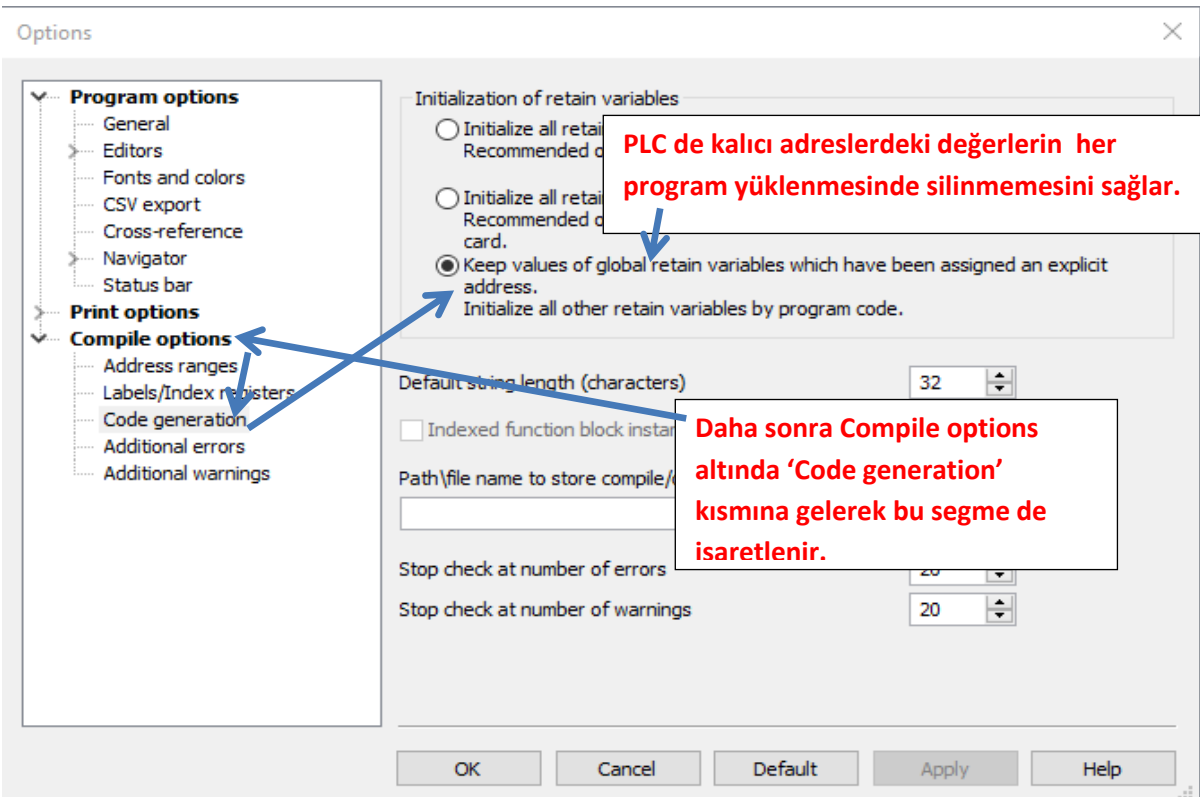 Options
Program options
General
Editors
Fonts and colors
CSV export
Cross-reference
Navigator
Status bar
Print options
Compile options
Address ranges
Labels/Index registers
Code generation
Additional errors
Additional warnings
Initialization of retain variables
Initialize all
Recommended
Initialize all
Recommended
card.
Keep values of global retain variables which have been assigned an explicit
address.
Initialize all other retain variables by program code.
PLC de kalıcı adreslerdeki değerlerin her
program yüklenmesinde silinmemesini sağlar.
Default string length (characters)
32
Indexed function block
Path\file name to store
Daha sonra Compile options
altında ‘Code generation’
kısmına gelerek bu segme de
isaretlenir.
Stop check at number of errors
20
Stop check at number of warnings
20
OK
Cancel
Default
Apply
Help